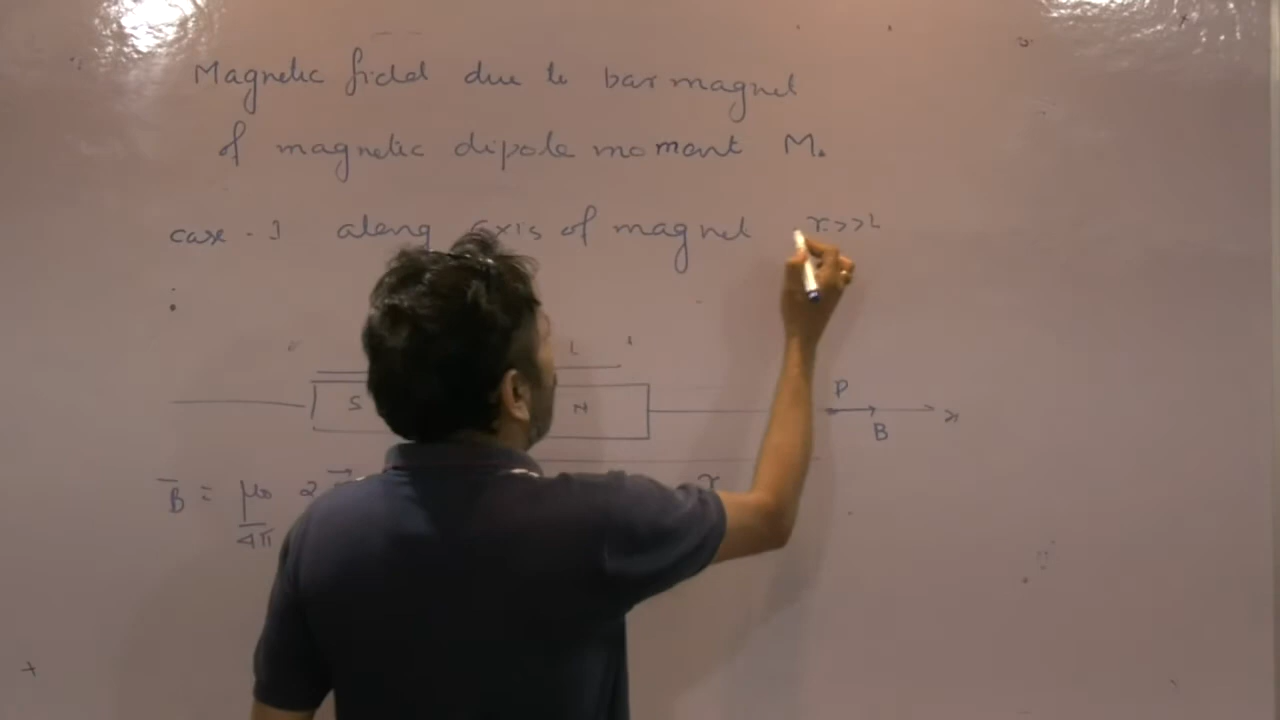 Magnetic field due to bar magnet
of magnetic dipole moment M.
case - I along axis of magnet r>>L
L
S N P x
B
r
B = μ₀/4π 2